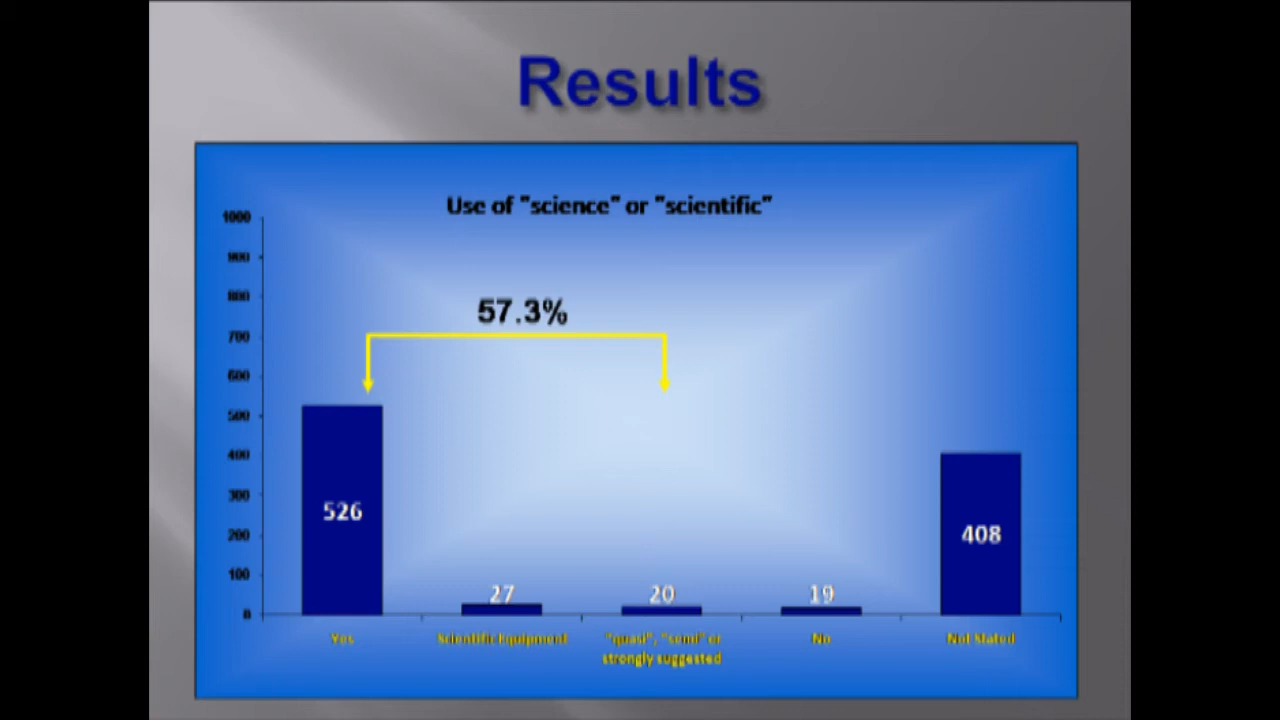 Results
Use of "science" or "scientific"
1000
900
800
700
600
500
400
300
200
100
0
57.3%
526
27
20
19
408
Yes
Scientific Equipment
"quasi", "semi" or
strongly suggested
No
Not Stated